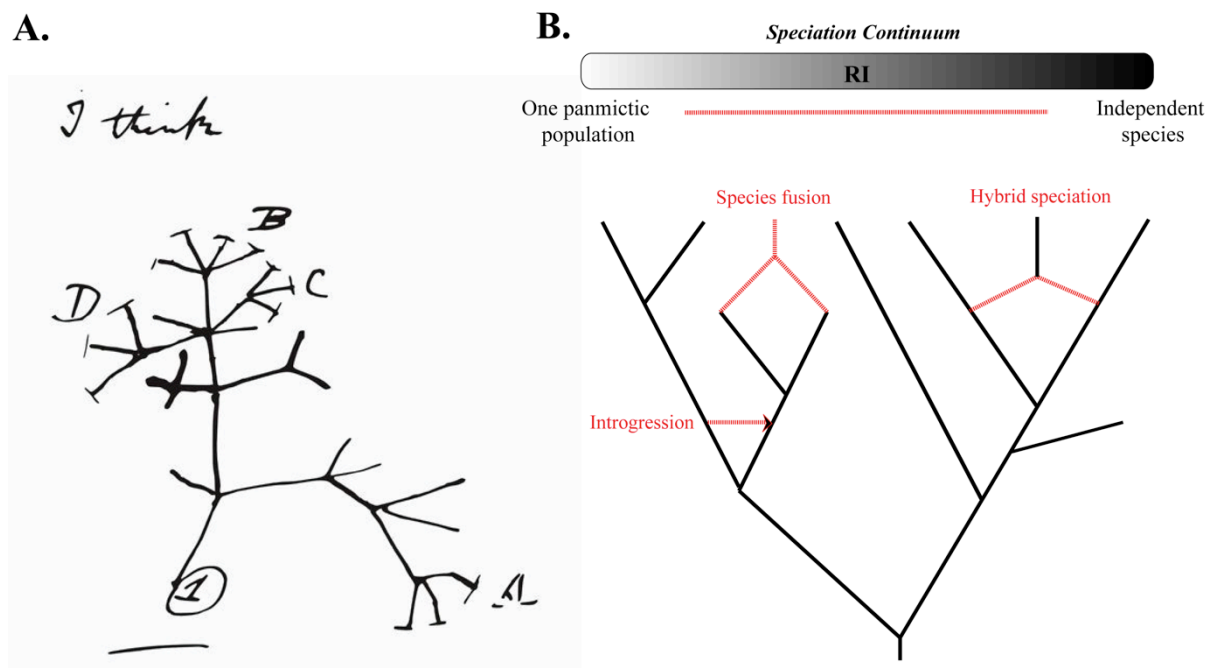 A.
I think
B
C
D
1
A
B.
Speciation Continuum
RI
One panmictic
population
Independent
species
Species fusion
Hybrid speciation
Introgression